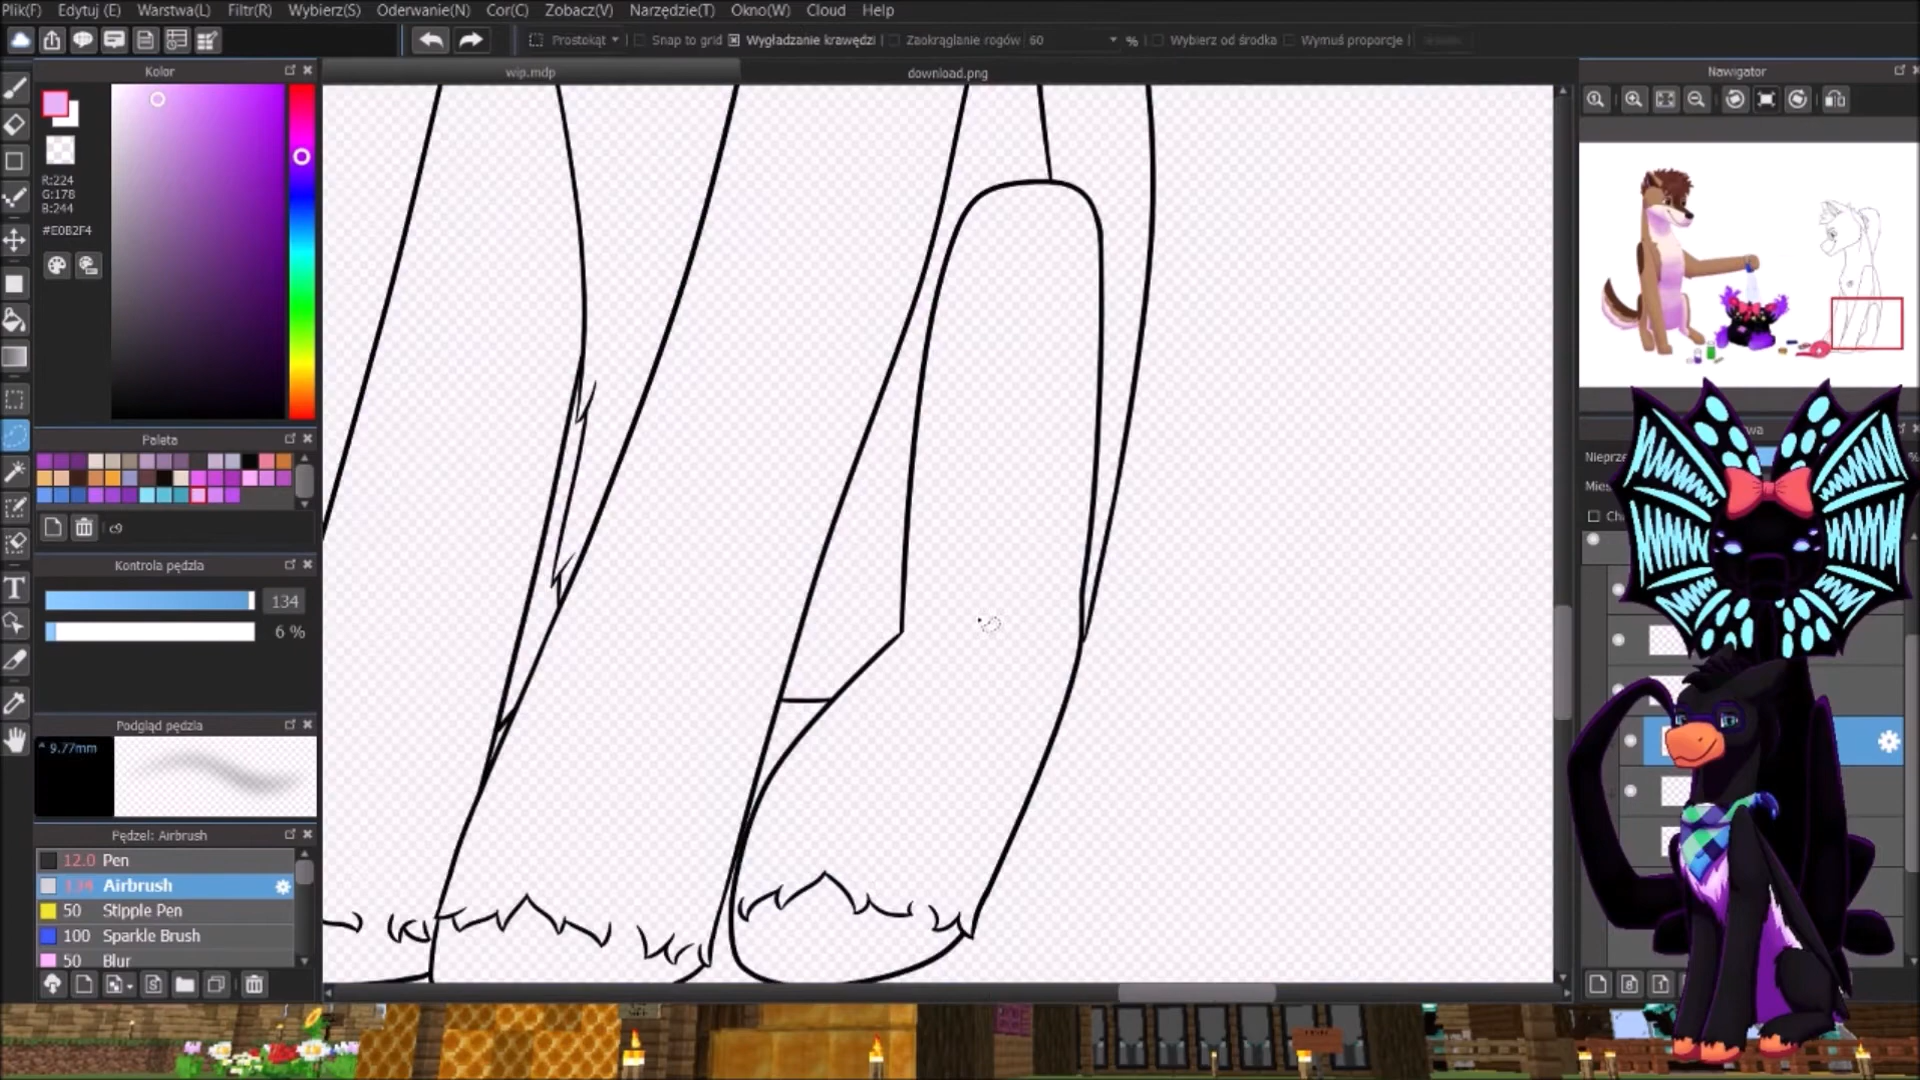 Plik(F) Edytuj (E) Warstwa(L) Filtr(R) Wybierz(S) Oderwanie(N) Cor(C) Zobacz(V) Narzędzie(T) Okno(W) Cloud Help
Prostokąt Snap to grid Wygładzanie krawędzi Zaokrąglanie rogów 60 % Wybierz od środka Wymuś proporcje
Kolor
wip.mdp
download.png
Nawigator
R:224
G:178
B:244
#E0B2F4
Paleta
c9
Kontrola pędzla
134
6 %
Podgląd pędzla
9.77mm
Pędzel: Airbrush
12.0 Pen
134 Airbrush
50 Stipple Pen
100 Sparkle Brush
50 Blur